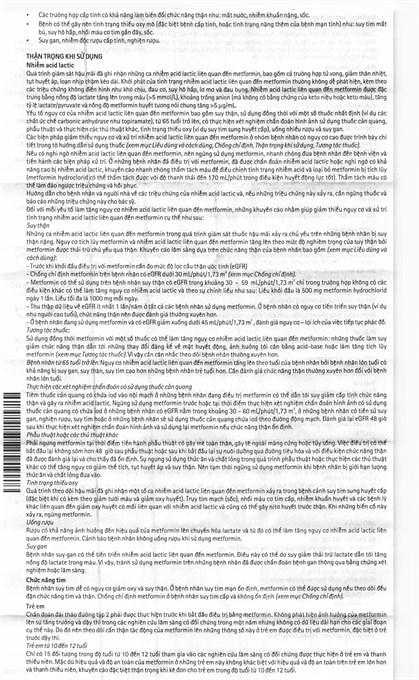 • Các trường hợp cấp tính có khả năng làm biến đổi chức năng thận như: mất nước, nhiễm khuẩn nặng, sốc.
• Bệnh có thể gây nên tình trạng thiếu oxy mô (đặc biệt bệnh cấp tính, hoặc tình trạng nặng thêm của bệnh mạn tính) như: suy tim mất
bù, suy hô hấp, nhồi máu cơ tim gần đây, sốc.
• Suy gan, nhiễm độc rượu cấp tính, nghiện rượu.
THẬN TRỌNG KHI SỬ DỤNG
Nhiễm acid lactic
Quá trình giám sát hậu mãi đã ghi nhận những ca nhiễm acid lactic liên quan đến metformin, bao gồm cả trường hợp tử vong, giảm thân nhiệt,
tụt huyết áp, loạn nhịp chậm kéo dài. Khởi phát của tình trạng nhiễm acid lactic liên quan đến metformin thường không dễ phát hiện, kèm theo
các triệu chứng không điển hình như khó chịu, đau cơ, suy hô hấp, lơ mơ và đau bụng. Nhiễm acid lactic liên quan đến metformin được đặc
trưng bằng nồng độ lactate tăng lên trong máu (>5 mmol/L), khoảng trống anion (mà không có bằng chứng của keto niệu hoặc keto máu), tăng
tỷ lệ lactate/pyruvate và nồng độ metformin huyết tương nói chung tăng >5 µg/mL.
Yếu tố nguy cơ của nhiễm acid lactic liên quan đến metformin bao gồm suy thận, sử dụng đồng thời với một số thuốc nhất định (ví dụ các
chất ức chế carbonic anhydrase như topiramate), từ 65 tuổi trở lên, có thực hiện xét nghiệm chẩn đoán hình ảnh sử dụng thuốc cản quang,
phẫu thuật và thực hiện các thủ thuật khác, tình trạng thiếu oxy (ví dụ suy tim sung huyết cấp), uống nhiều rượu và suy gan.
Các biện pháp giảm thiểu nguy cơ và xử trí nhiễm acid lactic liên quan đến metformin ở nhóm bệnh nhân có nguy cơ cao được trình bày chi
tiết trong tờ hướng dẫn sử dụng thuốc (xem mục Liều dùng và cách dùng, Chống chỉ định, Thận trọng khi sử dụng, Tương tác thuốc).
Nếu có nghi ngờ nhiễm acid lactic liên quan đến metformin, nên ngừng sử dụng metformin, nhanh chóng đưa bệnh nhân đến bệnh viện và
tiến hành các biện pháp xử trí. Ở những bệnh nhân đã điều trị với metformin, đã được chẩn đoán nhiễm acid lactic hoặc nghi ngờ có khả
năng cao bị nhiễm acid lactic, khuyến cáo nhanh chóng thẩm tách máu để điều chỉnh tình trạng nhiễm acid và loại bỏ metformin bị tích lũy
(metformin hydroclorid có thể thẩm tách được với độ thanh thải đến 170 mL/phút trong điều kiện huyết động lực tốt). Thẩm tách máu có
thể làm đảo ngược triệu chứng và hồi phục.
Hướng dẫn cho bệnh nhân và người nhà về các triệu chứng của nhiễm acid lactic và, nếu những triệu chứng này xảy ra, cần ngừng thuốc và
báo cáo những triệu chứng này cho bác sỹ.
Đối với mỗi yếu tố làm tăng nguy cơ nhiễm acid lactic liên quan đến metformin, những khuyến cáo nhằm giúp giảm thiểu nguy cơ và xử trí
tình trạng nhiễm acid lactic liên quan đến metformin cụ thể như sau:
Suy thận
Những ca nhiễm acid lactic liên quan đến metformin trong quá trình giám sát thuốc hậu mãi xảy ra chủ yếu trên những bệnh nhân bị suy
thận nặng. Nguy cơ tích lũy metformin và nhiễm acid lactic liên quan đến metformin tăng lên theo mức độ nghiêm trọng của suy thận bởi
metformin được thải trừ chủ yếu qua thận. Khuyến cáo lâm sàng dựa trên chức năng thận của bệnh nhân bao gồm (xem mục Liều dùng và
cách dùng):
- Trước khi khởi đầu điều trị với metformin cần ước tính mức độ lọc cầu thận ước tính (eGFR)
- Chống chỉ định metformin trên bệnh nhân có eGFR dưới 30 mL/phút/1,73 m² (xem mục Chống chỉ định).
- Metformin có thể sử dụng trên bệnh nhân suy thận có eGFR trong khoảng 30 – 59 mL/phút/1,73 m² chỉ trong trường hợp không có các
điều kiện khác có thể làm tăng nguy cơ nhiễm acid lactic và theo sự chỉnh liều như sau: Liều khởi đầu là 500 mg metformin hydroclorid
ngày 1 lần. Liều tối đa là 1000 mg mỗi ngày.
- Thu thập dữ liệu về eGFR ít nhất 1 lần/năm ở tất cả các bệnh nhân sử dụng metformin. Ở bệnh nhân có nguy cơ tiến triển suy thận (ví dụ
như người cao tuổi), chức năng thận nên được đánh giá thường xuyên hơn.
- Ở bệnh nhân đang sử dụng metformin và có eGFR giảm xuống dưới 45 mL/phút/1,73 m², đánh giá nguy cơ – lợi ích của việc tiếp tục phác đồ.
Tương tác thuốc:
Sử dụng đồng thời metformin với một số thuốc có thể làm tăng nguy cơ nhiễm acid lactic liên quan đến metformin: những thuốc làm suy
giảm chức năng thận dẫn tới những thay đổi đáng kể về mặt huyết động, ảnh hưởng tới cân bằng acid-base hoặc làm tăng tích lũy
metformin (xem mục Tương tác thuốc). Vì vậy cần cân nhắc theo dõi bệnh nhân thường xuyên hơn.
Bệnh nhân từ 65 tuổi trở lên: Nguy cơ nhiễm acid lactic liên quan đến metformin tăng lên theo tuổi của bệnh nhân bởi bệnh nhân lớn tuổi có
khả năng bị suy gan, suy thận, suy tim cao hơn những bệnh nhân trẻ tuổi hơn. Cần đánh giá chức năng thận thường xuyên hơn đối với bệnh
nhân lớn tuổi.
Thực hiện các xét nghiệm chẩn đoán có sử dụng thuốc cản quang
Tiêm thuốc cản quang có chứa iod vào nội mạch ở những bệnh nhân đang điều trị metformin có thể dẫn tới suy giảm cấp tính chức năng
thận và gây ra nhiễm acid lactic. Ngừng sử dụng metformin trước hoặc tại thời điểm thực hiện xét nghiệm chẩn đoán hình ảnh có sử dụng
thuốc cản quang có chứa iod ở những bệnh nhân có eGFR nằm trong khoảng 30 – 60 mL/phút/1,73 m², ở những bệnh nhân có tiền sử suy
gan, nghiện rượu, suy tim hoặc ở những bệnh nhân sẽ sử dụng thuốc cản quang chứa iod theo đường động mạch. Đánh giá lại eGFR 48 giờ
sau khi thực hiện xét nghiệm chẩn đoán hình ảnh và sử dụng lại metformin nếu chức năng thận ổn định.
Phẫu thuật hoặc các thủ thuật khác
Phải ngưng metformin tại thời điểm tiến hành phẫu thuật có gây mê toàn thân, gây tê ngoài màng cứng hoặc tủy sống. Việc điều trị có thể
bắt đầu lại không sớm hơn 48 giờ sau phẫu thuật hoặc sau khi bắt đầu lại sự nuôi dưỡng qua đường tiêu hóa và với điều kiện chức năng thận
đã được đánh giá lại và cho thấy đã ổn định. Sự ngưng sử dụng thức ăn và chất lỏng trong quá trình phẫu thuật hoặc thực hiện các thủ thuật
khác có thể tăng nguy cơ giảm thể tích, tụt huyết áp và suy thận. Nên tạm thời ngừng sử dụng metformin khi bệnh nhân bị giới hạn lượng
thức ăn và chất lỏng đưa vào.
Tình trạng thiếu oxy
Quá trình theo dõi hậu mãi đã ghi nhận một số ca nhiễm acid lactic liên quan đến metformin xảy ra trong bệnh cảnh suy tim sung huyết cấp
(đặc biệt khi có kèm theo giảm tưới máu và giảm oxy huyết). Trụy tim mạch (sốc), nhồi máu cơ tim cấp, nhiễm khuẩn huyết và các bệnh lý
khác liên quan đến giảm oxy huyết có mối liên quan với nhiễm acid lactic và cũng có thể gây nitơ huyết trước thận. Khi những biến cố này
xảy ra, ngừng metformin.
Uống rượu
Rượu có khả năng ảnh hưởng đến hiệu quả của metformin lên chuyển hóa lactate và từ đó có thể làm tăng nguy cơ nhiễm acid lactic liên
quan đến metformin. Cảnh báo bệnh nhân không uống rượu khi sử dụng metformin.
Suy gan
Bệnh nhân suy gan có thể tiến triển nhiễm acid lactic liên quan đến metformin. Điều này có thể do suy giảm thải trừ lactate dẫn tới tăng
nồng độ lactate trong máu. Vì vậy, tránh sử dụng metformin trên những bệnh nhân đã được chẩn đoán bệnh gan thông qua bằng chứng xét
nghiệm hoặc lâm sàng.
Chức năng tim
Bệnh nhân suy tim dễ có nguy cơ giảm oxy và suy thận. Ở bệnh nhân suy tim mạn ổn định, metformin có thể được sử dụng nếu theo dõi đều
đặn chức năng tim và thận. Chống chỉ định metformin ở bệnh nhân suy tim cấp và không ổn định (xem mục Chống chỉ định).
Trẻ em
Chẩn đoán đái tháo đường típ 2 phải được thực hiện trước khi bắt đầu điều trị bằng metformin. Không phát hiện ảnh hưởng của metformin
lên sự tăng trưởng và dậy thì trong các nghiên cứu lâm sàng có đối chứng trong một năm nhưng không có dữ liệu dài hạn cho các giai đoạn
cụ thể này. Do đó nên theo dõi cẩn thận tác động của metformin lên những thông số này ở trẻ em được điều trị với metformin, đặc biệt ở trẻ
trước dậy thì.
Trẻ em từ 10 đến 12 tuổi
Chỉ có 15 đối tượng trong độ tuổi từ 10 đến 12 tuổi tham gia vào các nghiên cứu lâm sàng có đối chứng được thực hiện ở trẻ em và thanh
thiếu niên. Mặc dù hiệu quả và độ an toàn của metformin ở những trẻ em này không khác biệt với hiệu quả và độ an toàn trên trẻ em lớn hơn
và thanh thiếu niên, khuyến cáo đặc biệt thận trọng khi kê đơn cho trẻ em trong độ tuổi từ 10 đến 12 tuổi.